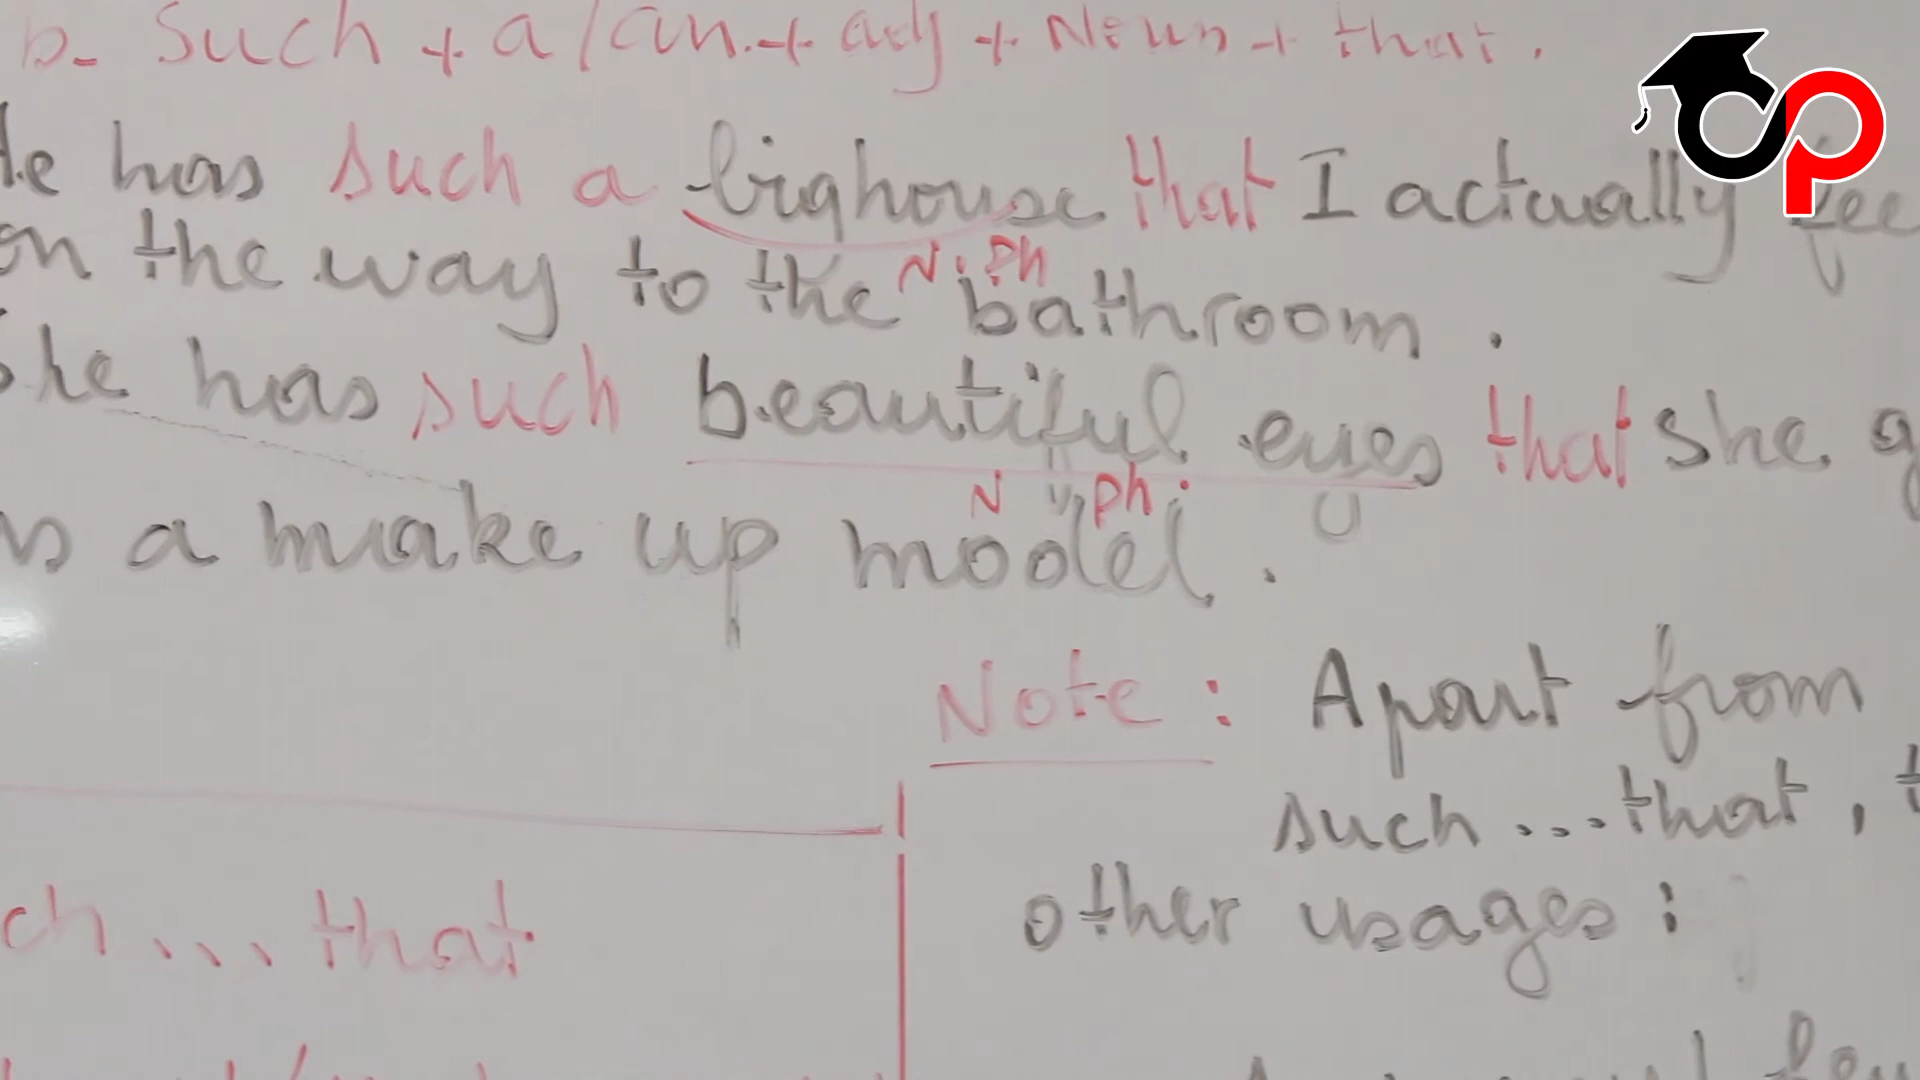 b- Such + a/an + adj + Noun + that.
He has such a big house that I actually
on the way to the bathroom.
N. Ph
She has such beautiful eyes that she
N. Ph.
as a make up model.
Note: Apart from
such...that,
other usages:
ch...that